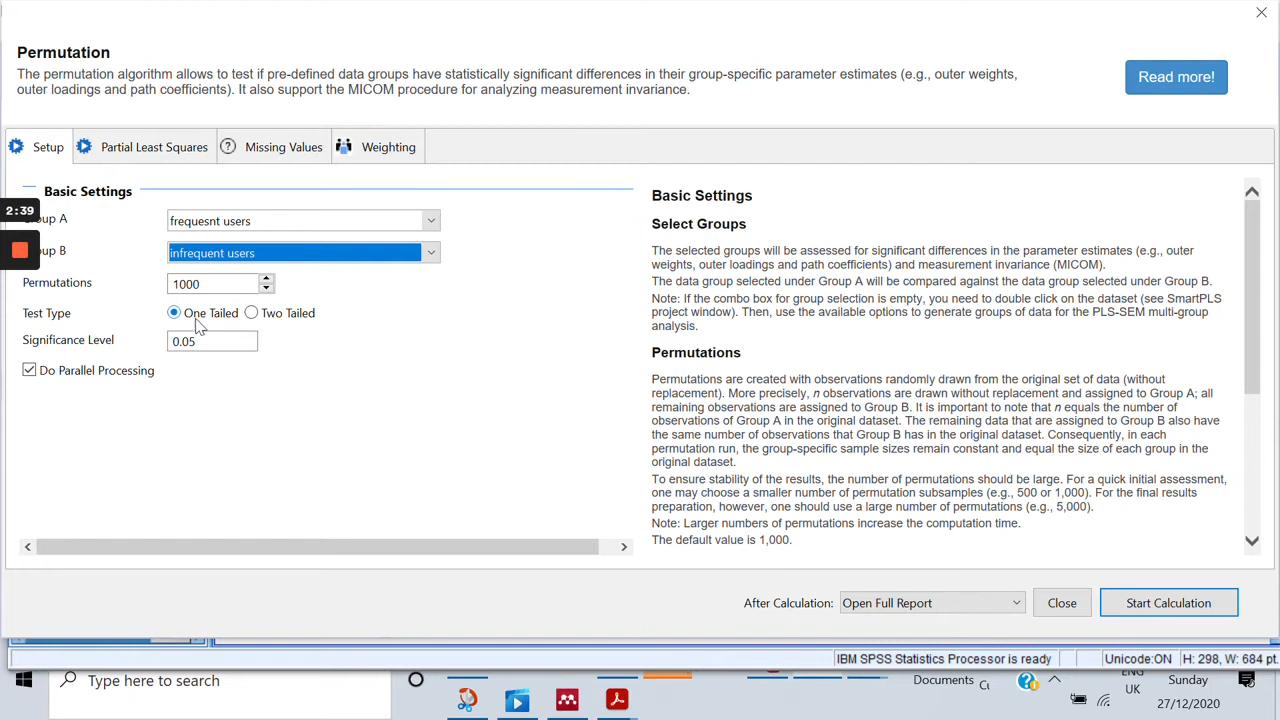 Permutation
The permutation algorithm allows to test if pre-defined data groups have statistically significant differences in their group-specific parameter estimates (e.g., outer weights,
outer loadings and path coefficients). It also support the MICOM procedure for analyzing measurement invariance.
Read more!
Setup
Partial Least Squares
Missing Values
Weighting
Basic Settings
2:39
oup A
frequesnt users
oup B
infrequent users
Permutations
1000
Test Type
One Tailed
Two Tailed
Significance Level
0.05
Do Parallel Processing
Basic Settings
Select Groups
The selected groups will be assessed for significant differences in the parameter estimates (e.g., outer
weights, outer loadings and path coefficients) and measurement invariance (MICOM).
The data group selected under Group A will be compared against the data group selected under Group B.
Note: If the combo box for group selection is empty, you need to double click on the dataset (see SmartPLS
project window). Then, use the available options to generate groups of data for the PLS-SEM multi-group
analysis.
Permutations
Permutations are created with observations randomly drawn from the original set of data (without
replacement). More precisely, n observations are drawn without replacement and assigned to Group A; all
remaining observations are assigned to Group B. It is important to note that n equals the number of
observations of Group A in the original dataset. The remaining data that are assigned to Group B also have
the same number of observations that Group B has in the original dataset. Consequently, in each
permutation run, the group-specific sample sizes remain constant and equal the size of each group in the
original dataset.
To ensure stability of the results, the number of permutations should be large. For a quick initial assessment,
one may choose a smaller number of permutation subsamples (e.g., 500 or 1,000). For the final results
preparation, however, one should use a large number of permutations (e.g., 5,000).
Note: Larger numbers of permutations increase the computation time.
The default value is 1,000.
After Calculation:
Open Full Report
Close
Start Calculation
IBM SPSS Statistics Processor is ready
Unicode:ON
H: 298, W: 684 pt.
Type here to search
Documents
ENG
UK
Sunday
27/12/2020